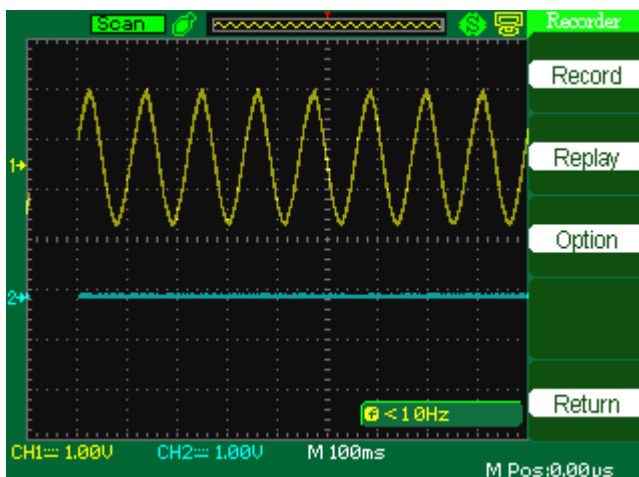 Scan
Recorder
Record
Replay
Option
Return
1
2
f <10Hz
CH1 1.00V CH2 1.00V M 100ms
M Pos:0.00µs